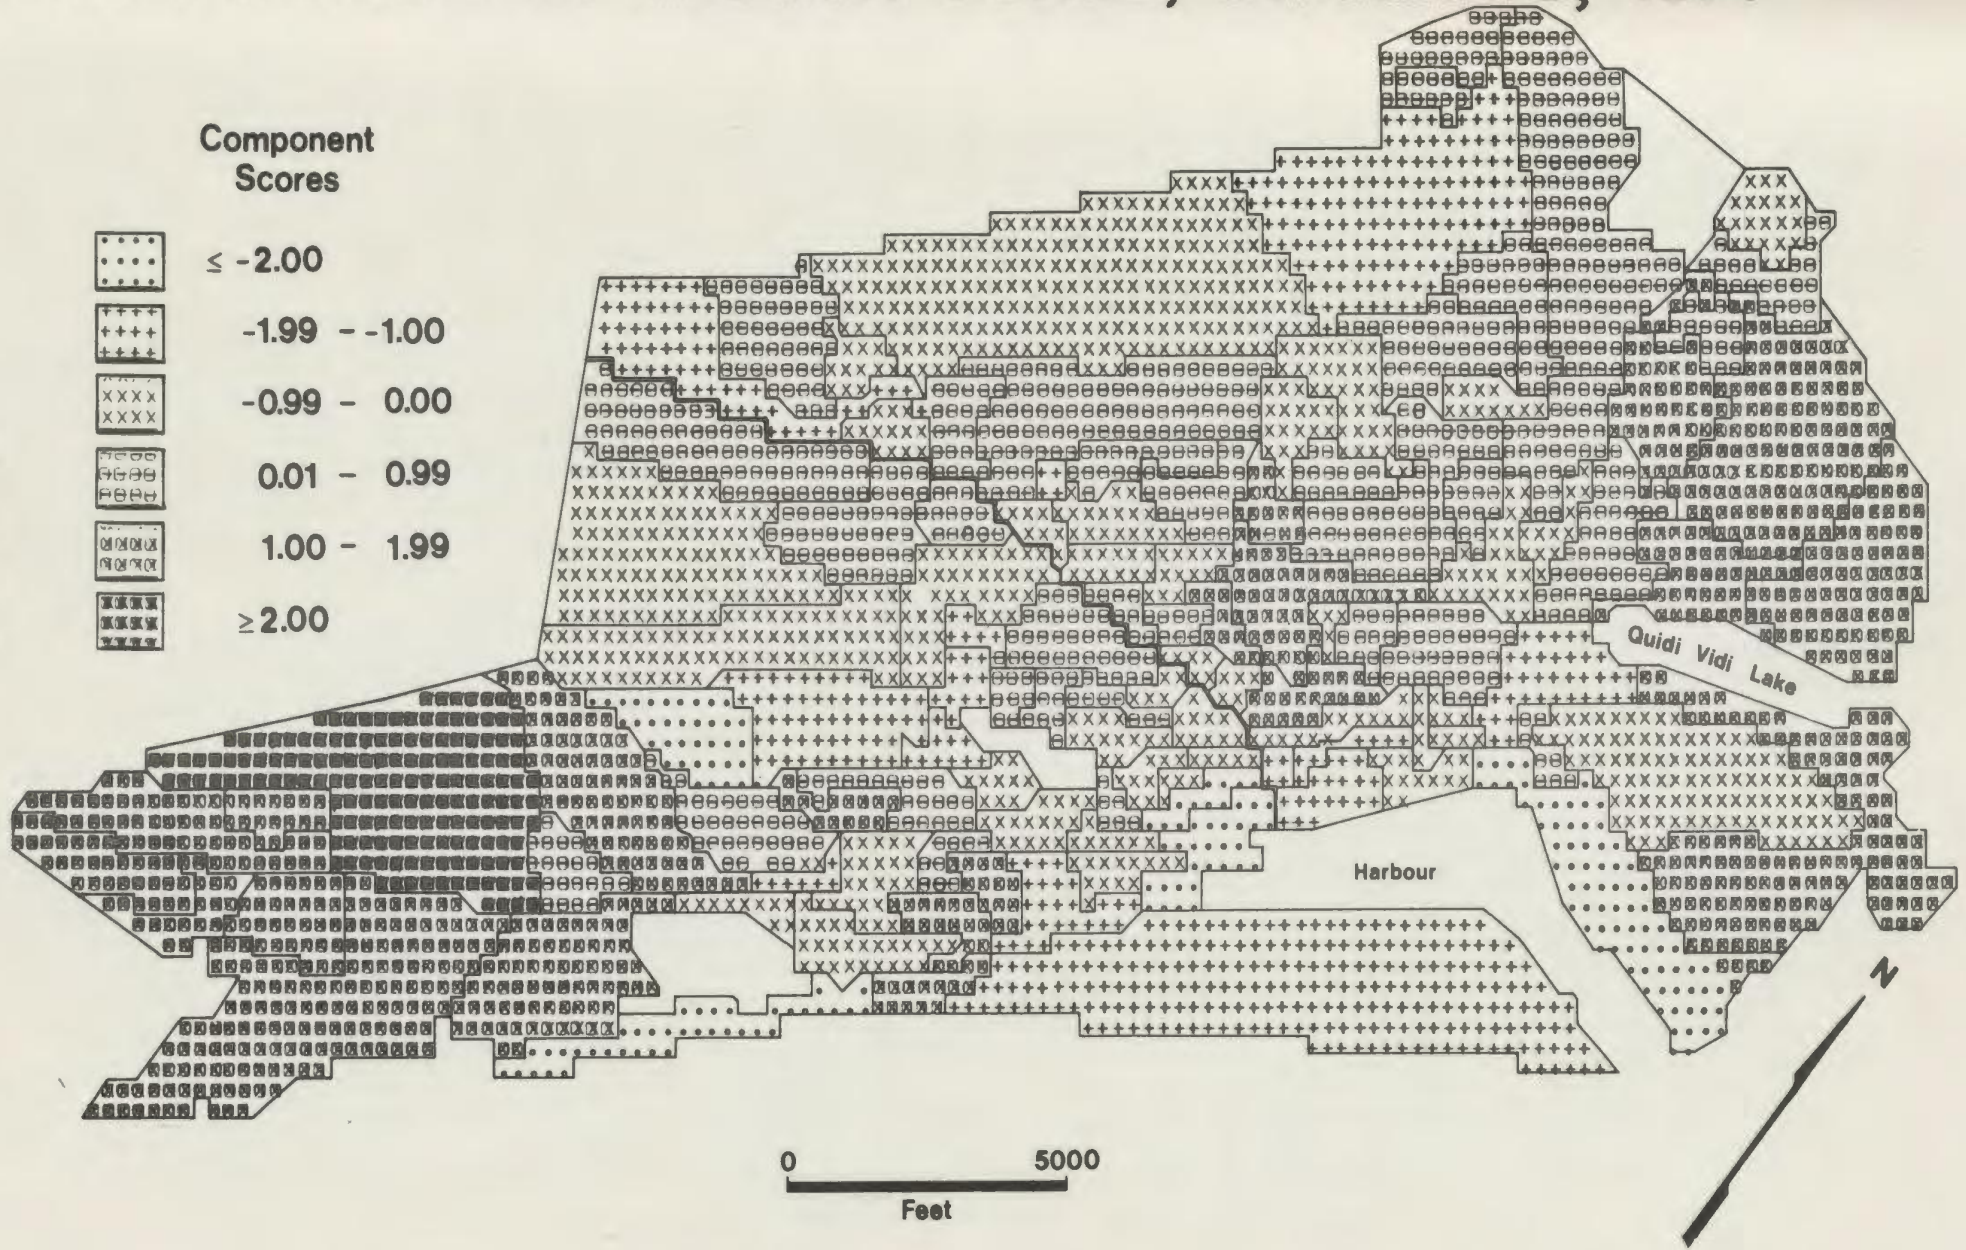 Component
Scores
≤ -2.00
-1.99 - -1.00
-0.99 - 0.00
0.01 - 0.99
1.00 - 1.99
≥2.00
Quidi Vidi Lake
Harbour
N
0 5000
Feet